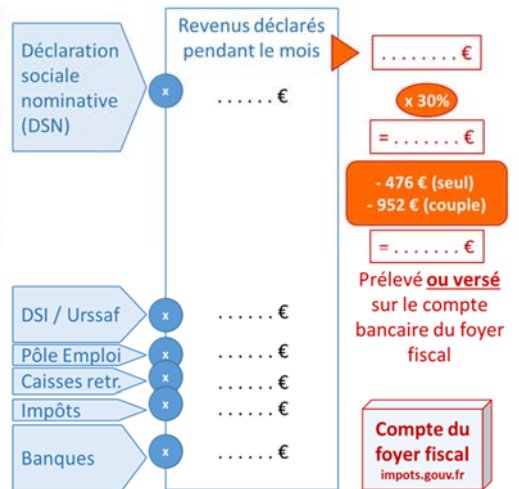 Déclaration
sociale
nominative
(DSN)
x
Revenus déclarés
pendant le mois
. . . . . . €
. . . . . . . . €
x 30%
= . . . . . . . €
- 476 € (seul)
- 952 € (couple)
= . . . . . . . €
Prélevé ou versé
sur le compte
bancaire du foyer
fiscal
DSI / Urssaf
x
. . . . . . €
Pôle Emploi
x
. . . . . . €
Caisses retr.
x
. . . . . . €
Impôts
x
. . . . . . €
Banques
x
. . . . . . €
Compte du
foyer fiscal
impots.gouv.fr